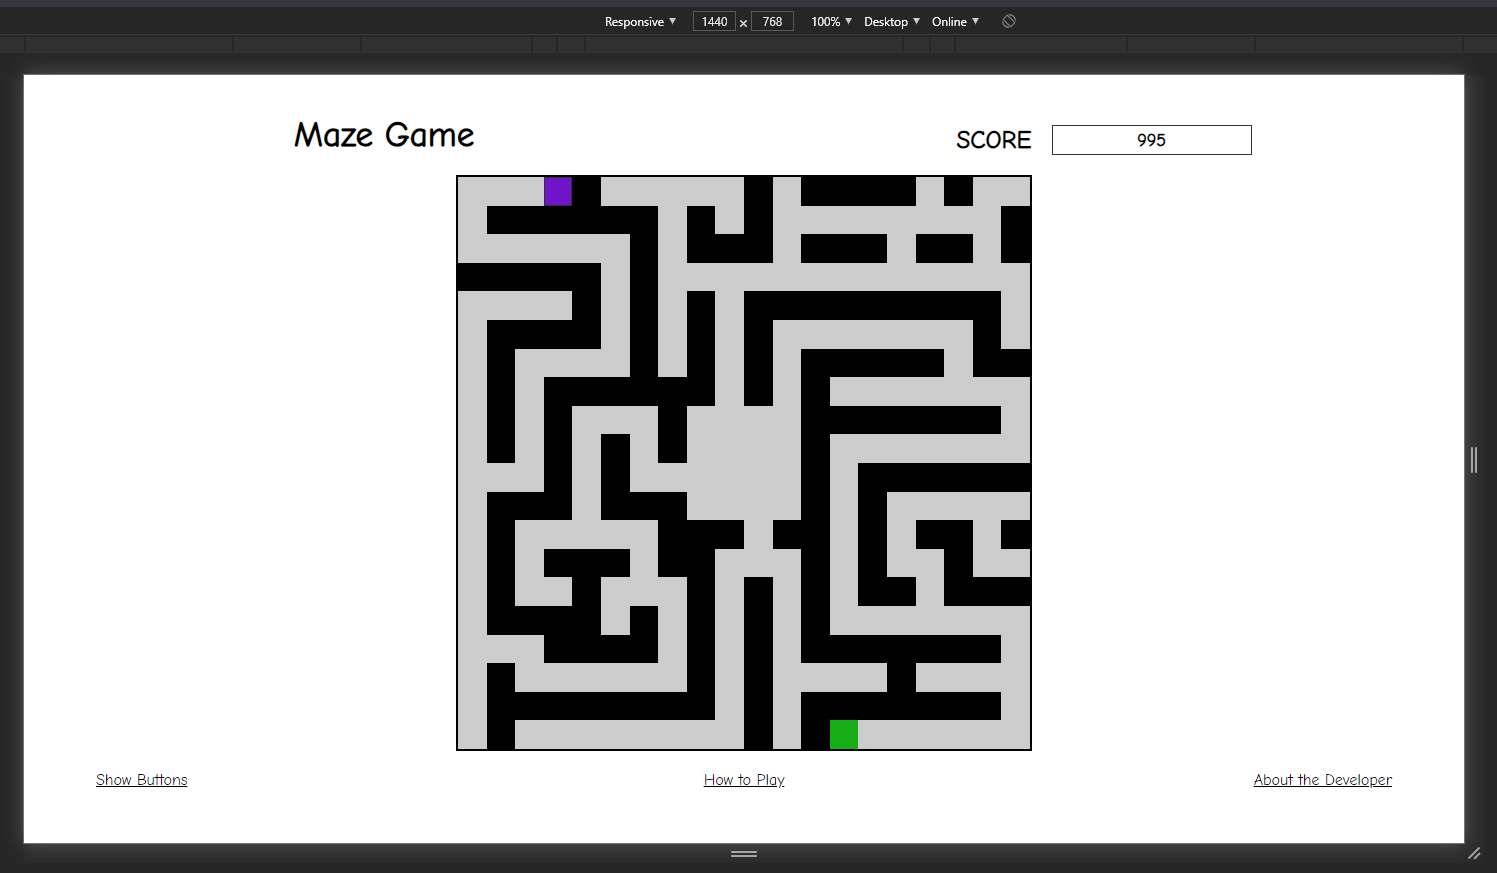 Responsive 1440 × 768 100% Desktop Online
Maze Game
SCORE 995
Show Buttons How to Play About the Developer